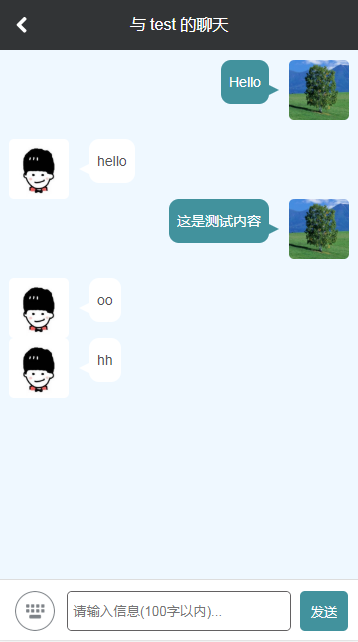 与 test 的聊天
Hello
hello
这是测试内容
oo
hh
请输入信息(100字以内)...
发送